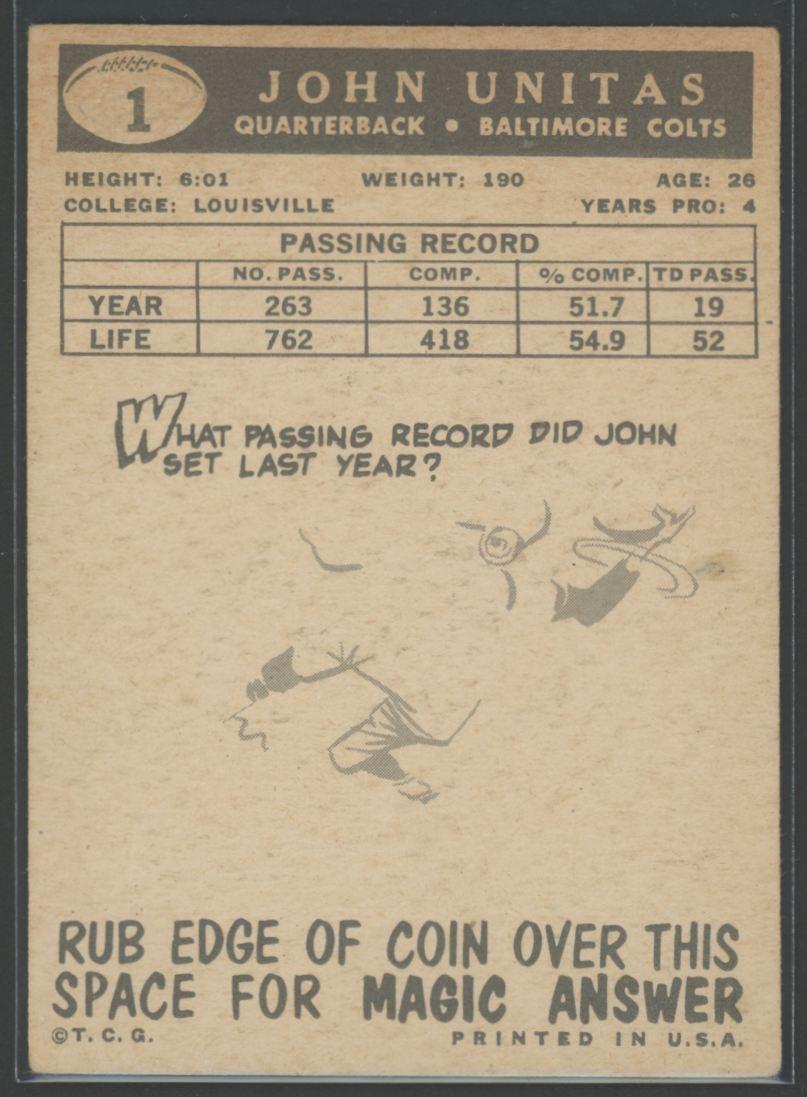 1
JOHN UNITAS
QUARTERBACK • BALTIMORE COLTS
HEIGHT: 6:01 WEIGHT: 190 AGE: 26
COLLEGE: LOUISVILLE YEARS PRO: 4
PASSING RECORD
NO. PASS. COMP. % COMP. TD PASS.
YEAR 263 136 51.7 19
LIFE 762 418 54.9 52
WHAT PASSING RECORD DID JOHN
SET LAST YEAR?
RUB EDGE OF COIN OVER THIS
SPACE FOR MAGIC ANSWER
© T. C. G. PRINTED IN U.S.A.